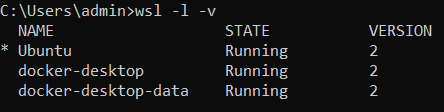 C:\Users\admin>wsl -l -v
  NAME                   STATE           VERSION
* Ubuntu                 Running         2
  docker-desktop         Running         2
  docker-desktop-data    Running         2